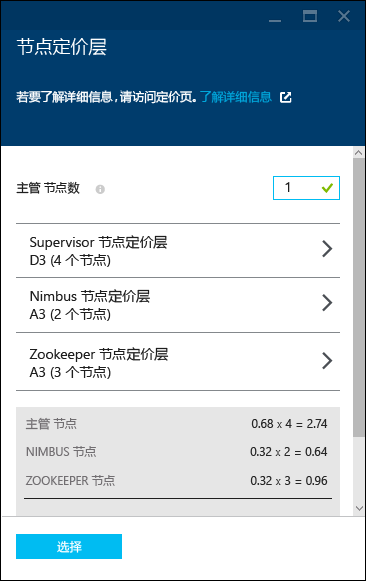 节点定价层
若要了解详细信息，请访问定价页。了解详细信息
主管 节点数 1
Supervisor 节点定价层
D3 (4 个节点)
Nimbus 节点定价层
A3 (2 个节点)
Zookeeper 节点定价层
A3 (3 个节点)
主管 节点 0.68 x 4 = 2.74
NIMBUS 节点 0.32 x 2 = 0.64
ZOOKEEPER 节点 0.32 x 3 = 0.96
选择